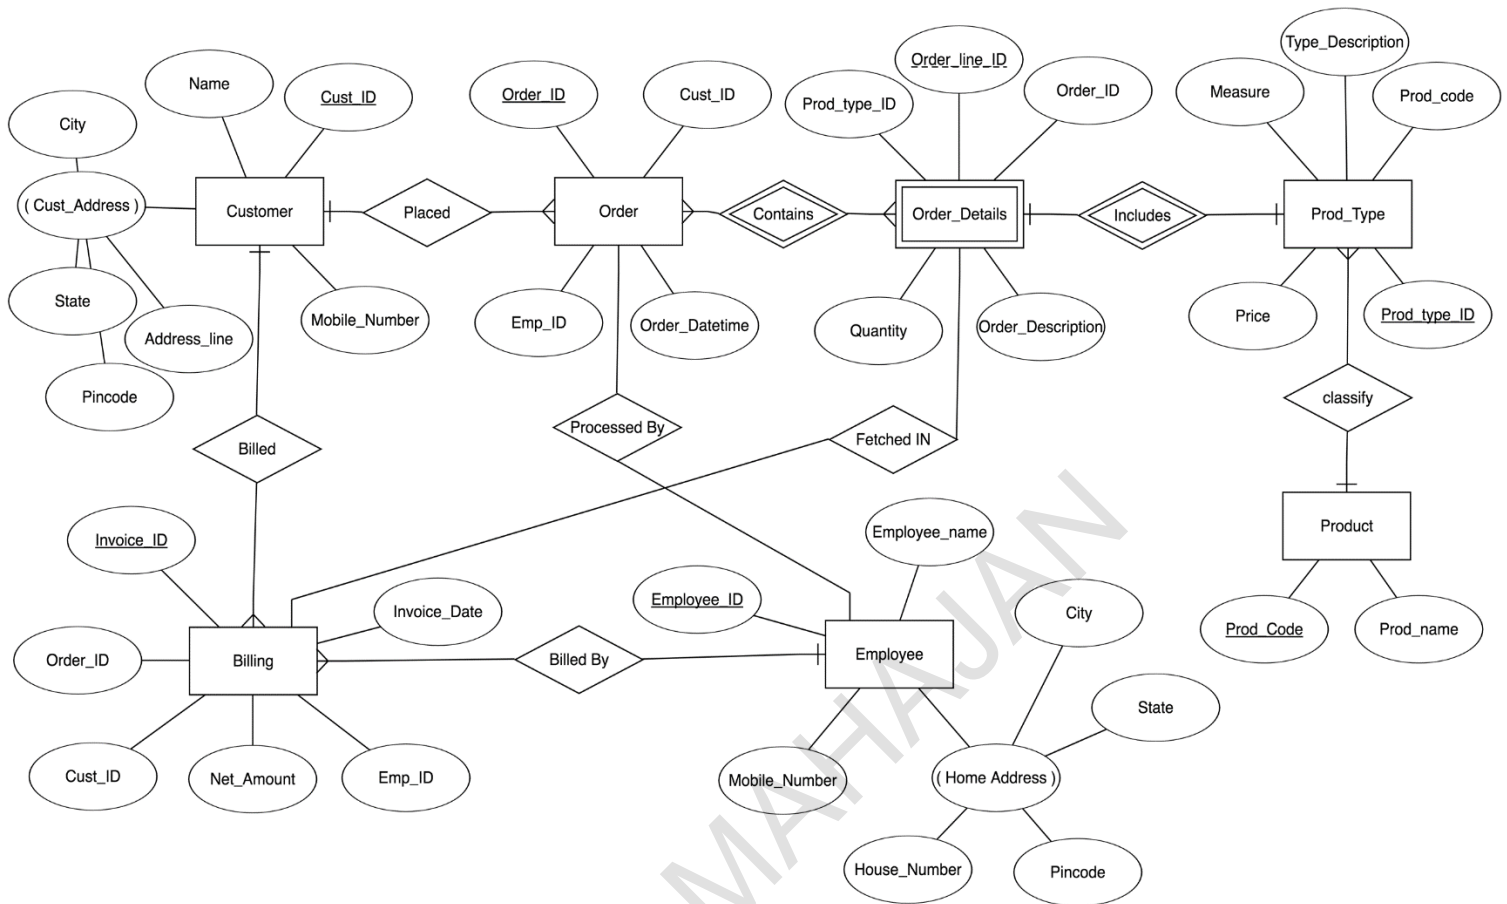 Type_Description
Order_line_ID
Name
Cust_ID
Order_ID
Cust_ID
Prod_type_ID
Order_ID
Measure
Prod_code
City
( Cust_Address )
Customer
Placed
Order
Contains
Order_Details
Includes
Prod_Type
State
Address_line
Mobile_Number
Emp_ID
Order_Datetime
Quantity
Order_Description
Price
Prod_type_ID
Pincode
Billed
Processed By
Fetched IN
classify
Invoice_ID
Invoice_Date
Employee_ID
Employee_name
Product
Order_ID
Billing
Billed By
Employee
City
Prod_Code
Prod_name
State
Cust_ID
Net_Amount
Emp_ID
Mobile_Number
( Home Address )
House_Number
Pincode
MAHAJAN